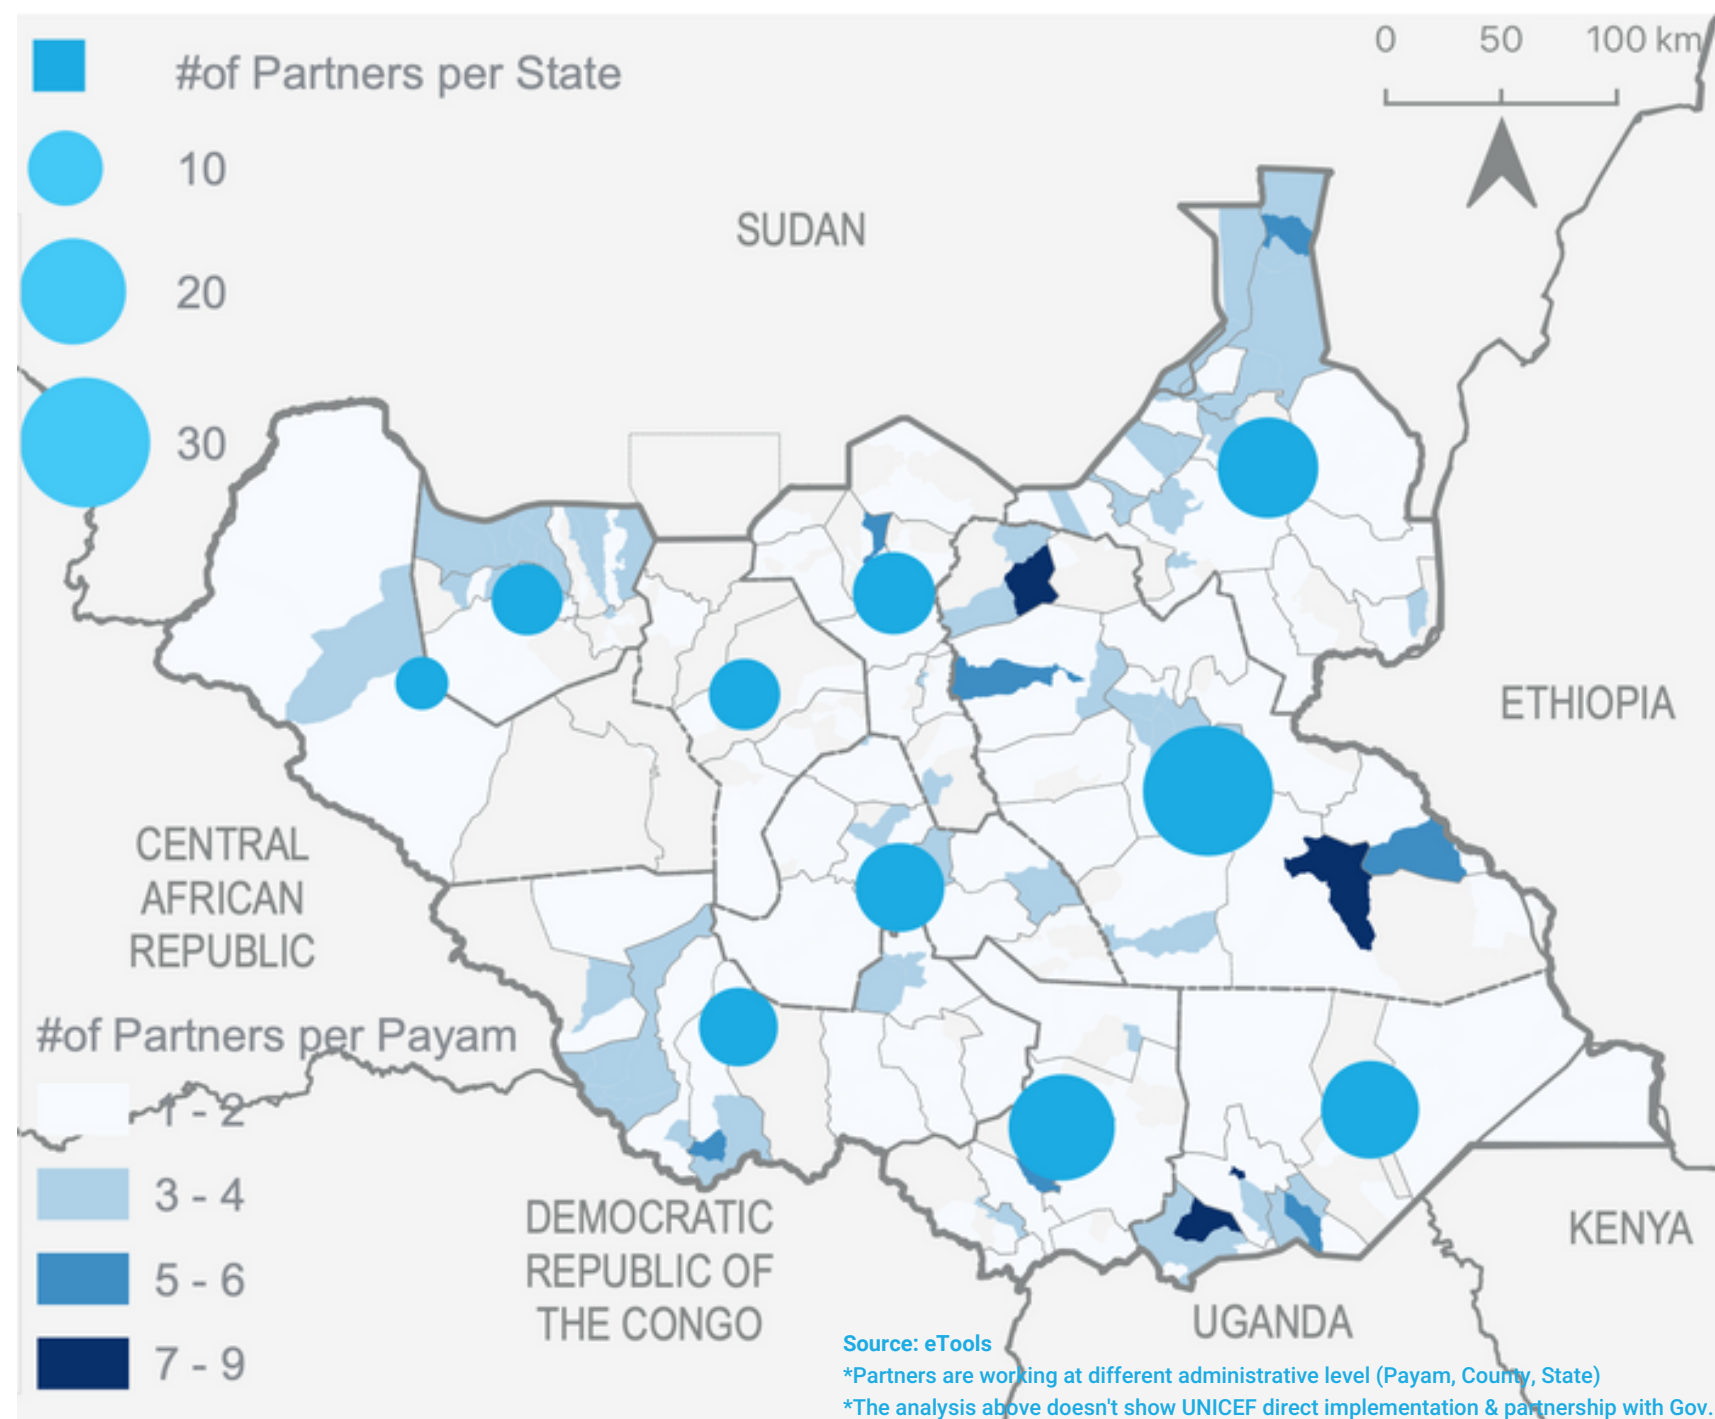 #of Partners per State
10
20
30
0 50 100 km
SUDAN
ETHIOPIA
CENTRAL
AFRICAN
REPUBLIC
#of Partners per Payam
1 - 2
3 - 4
5 - 6
7 - 9
DEMOCRATIC
REPUBLIC OF
THE CONGO
KENYA
UGANDA
Source: eTools
*Partners are working at different administrative level (Payam, County, State)
*The analysis above doesn't show UNICEF direct implementation & partnership with Gov.